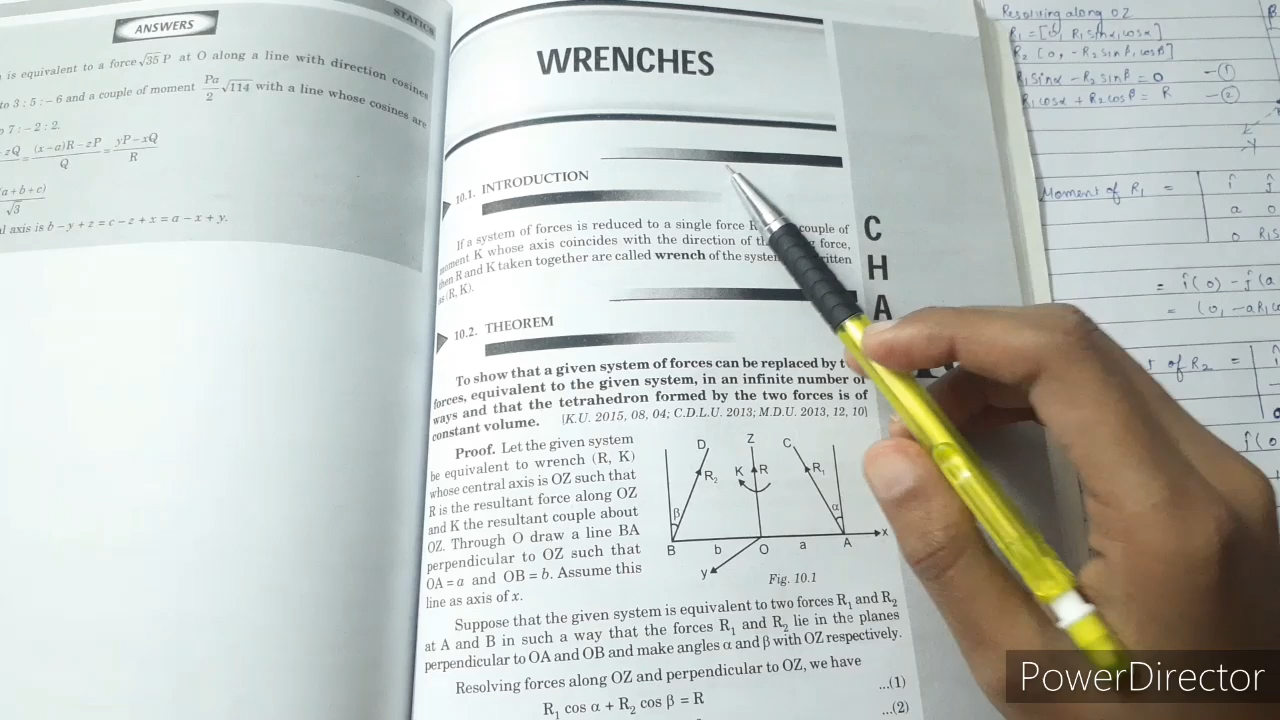 ANSWERS
STATICS
is equivalent to a force √35 P at O along a line with direction cosines
to 3 : 5 : – 6 and a couple of moment Pa/2 √114 with a line whose cosines are
7 : – 2 : 2.
– zQ = (x – a)R – zP / Q = yP – xQ / R
(a + b + c) / √3
l axis is b – y + z = c – z + x = a – x + y.
WRENCHES
10.1. INTRODUCTION
If a system of forces is reduced to a single force R couple of
moment K whose axis coincides with the direction of force,
then R and K taken together are called wrench of the system written
as (R, K).
C
H
A
10.2. THEOREM
To show that a given system of forces can be replaced by
forces, equivalent to the given system, in an infinite number of
ways and that the tetrahedron formed by the two forces is of
constant volume. [K.U. 2015, 08, 04; C.D.L.U. 2013; M.D.U. 2013, 12, 10]
Proof. Let the given system
be equivalent to wrench (R, K)
whose central axis is OZ such that
R is the resultant force along OZ
and K the resultant couple about
OZ. Through O draw a line BA
perpendicular to OZ such that
OA = a and OB = b. Assume this
line as axis of x.
D Z C
R₂ K R R₁
β α
B b O a A x
y
Fig. 10.1
Suppose that the given system is equivalent to two forces R₁ and R₂
at A and B in such a way that the forces R₁ and R₂ lie in the planes
perpendicular to OA and OB and make angles α and β with OZ respectively.
Resolving forces along OZ and perpendicular to OZ, we have
R₁ cos α + R₂ cos β = R ...(1)
...(2)
Resolving along OZ
R₁ = [0, R₁ sinα, cosα]
R₂ [0, -R₂ sinβ, cosβ]
R₁ sinα - R₂ sinβ = 0 -①
R₁ cosα + R₂ cosβ = R -②
Y
Moment of R₁ = î ĵ
a 0
0 R₁ s
= î(0) - ĵ(a
= (0, -aR₁ co
of R₂ =
PowerDirector